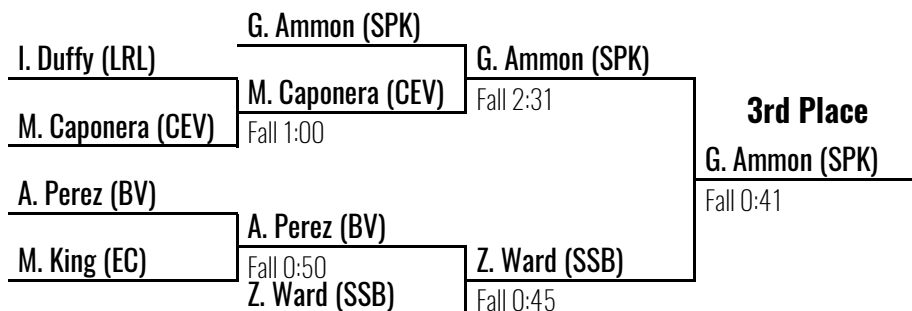 G. Ammon (SPK)
I. Duffy (LRL)
G. Ammon (SPK)
M. Caponera (CEV)
Fall 2:31
3rd Place
M. Caponera (CEV)
Fall 1:00
G. Ammon (SPK)
A. Perez (BV)
Fall 0:41
A. Perez (BV)
M. King (EC)
Fall 0:50
Z. Ward (SSB)
Z. Ward (SSB)
Fall 0:45